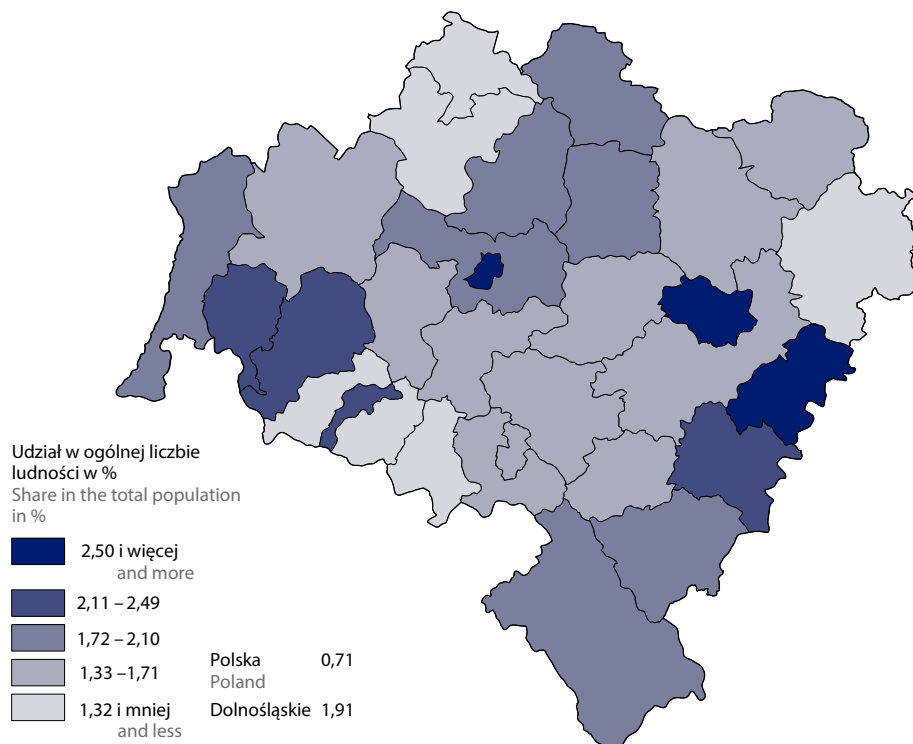 Udział w ogólnej liczbie
ludności w %
Share in the total population
in %
2,50 i więcej
and more
2,11 – 2,49
1,72 – 2,10
1,33 –1,71
1,32 i mniej
and less
Polska 0,71
Poland
Dolnośląskie 1,91